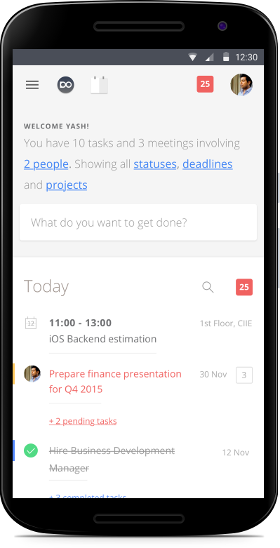 12:30
DO
25
WELCOME YASH!
You have 10 tasks and 3 meetings involving
2 people. Showing all statuses, deadlines
and projects
What do you want to get done?
Today
25
12
11:00 - 13:00
1st Floor, CIIE
iOS Backend estimation
Prepare finance presentation
30 Nov
3
for Q4 2015
+ 2 pending tasks
Hire Business Development
12 Nov
Manager
+ 3 completed tasks